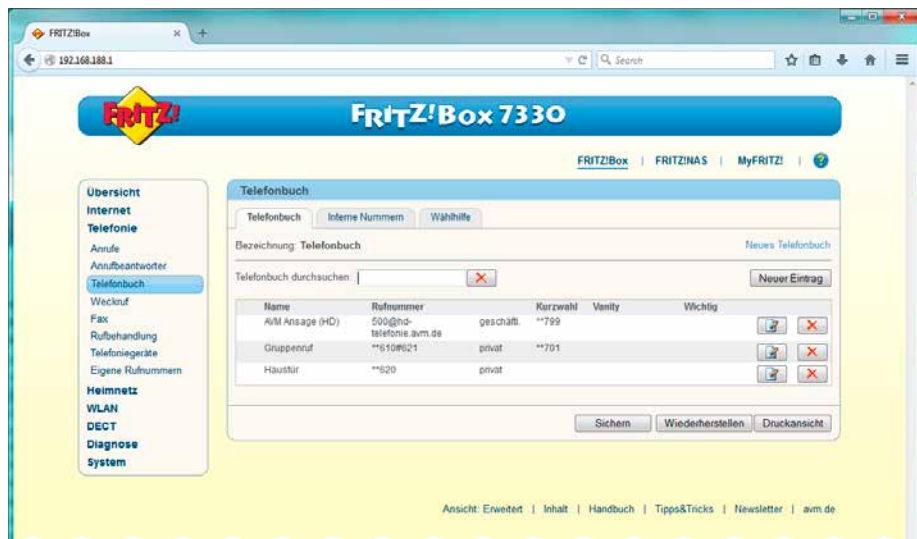 FRITZ!Box
192.168.188.1
Search
FRITZ!
FRITZ!Box 7330
FRITZ!Box | FRITZ!NAS | MyFRITZ! | ?
Übersicht
Internet
Telefonie
Anrufe
Anrufbeantworter
Telefonbuch
Weckruf
Fax
Rufbehandlung
Telefoniegeräte
Eigene Rufnummern
Heimnetz
WLAN
DECT
Diagnose
System
Telefonbuch
Telefonbuch Interne Nummern Wählhilfe
Bezeichnung: Telefonbuch Neues Telefonbuch
Telefonbuch durchsuchen: Neuer Eintrag
Name Rufnummer Kurzwahl Vanity Wichtig
AVM Ansage (HD) 500@hd-telefonie.avm.de geschäftl. **799
Gruppenruf **610#621 privat **701
Haustür **620 privat
Sichern Wiederherstellen Druckansicht
Ansicht: Erweitert | Inhalt | Handbuch | Tipps&Tricks | Newsletter | avm.de